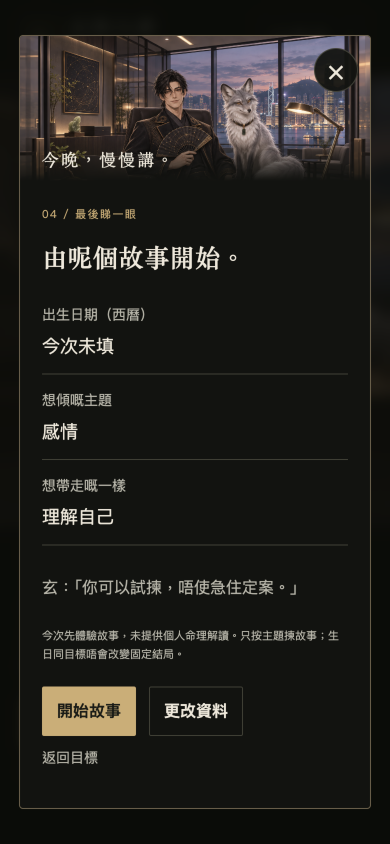 今晚，慢慢講。
04 / 最後睇一眼
由呢個故事開始。
出生日期（西曆）
今次未填
想傾嘅主題
感情
想帶走嘅一樣
理解自己
玄：「你可以試揀，唔使急住定案。」
今次先體驗故事，未提供個人命理解讀。只按主題揀故事；生
日同目標唔會改變固定結局。
開始故事
更改資料
返回目標